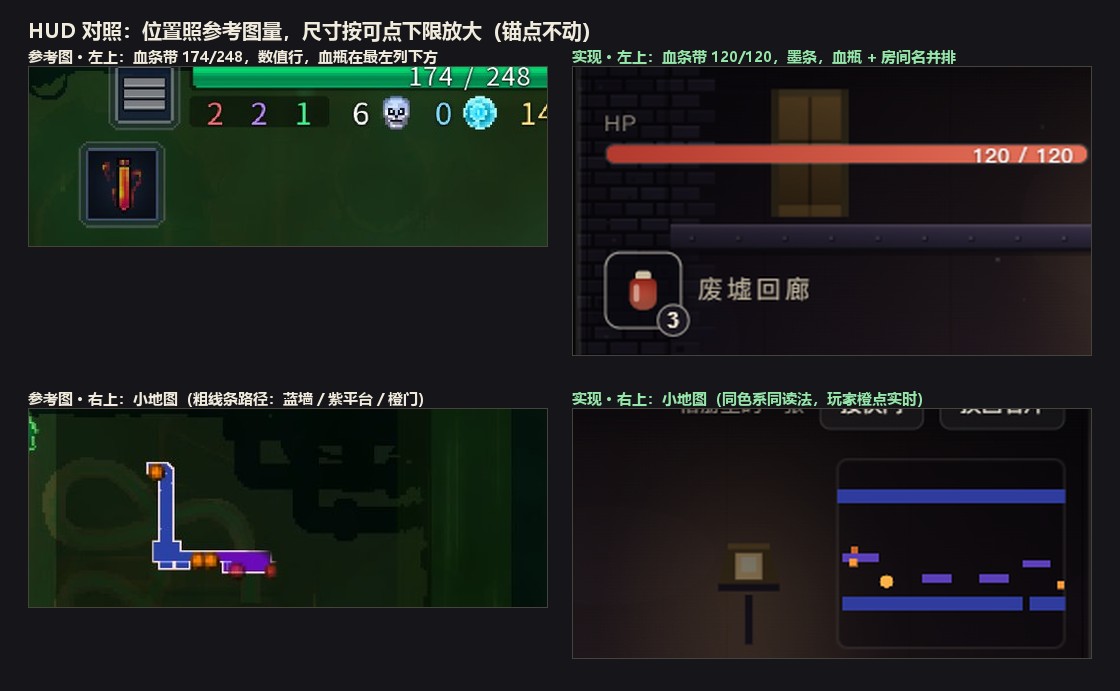 HUD 对照：位置照参考图量，尺寸按可点下限放大（锚点不动）
参考图 · 左上：血条带 174/248，数值行，血瓶在最左列下方
实现 · 左上：血条带 120/120，墨条，血瓶 + 房间名并排
174 / 248
2 2 1 6 0 14
HP
120 / 120
废墟回廊
3
参考图 · 右上：小地图（粗线条路径：蓝墙 / 紫平台 / 橙门）
实现 · 右上：小地图（同色系同读法，玩家橙点实时）